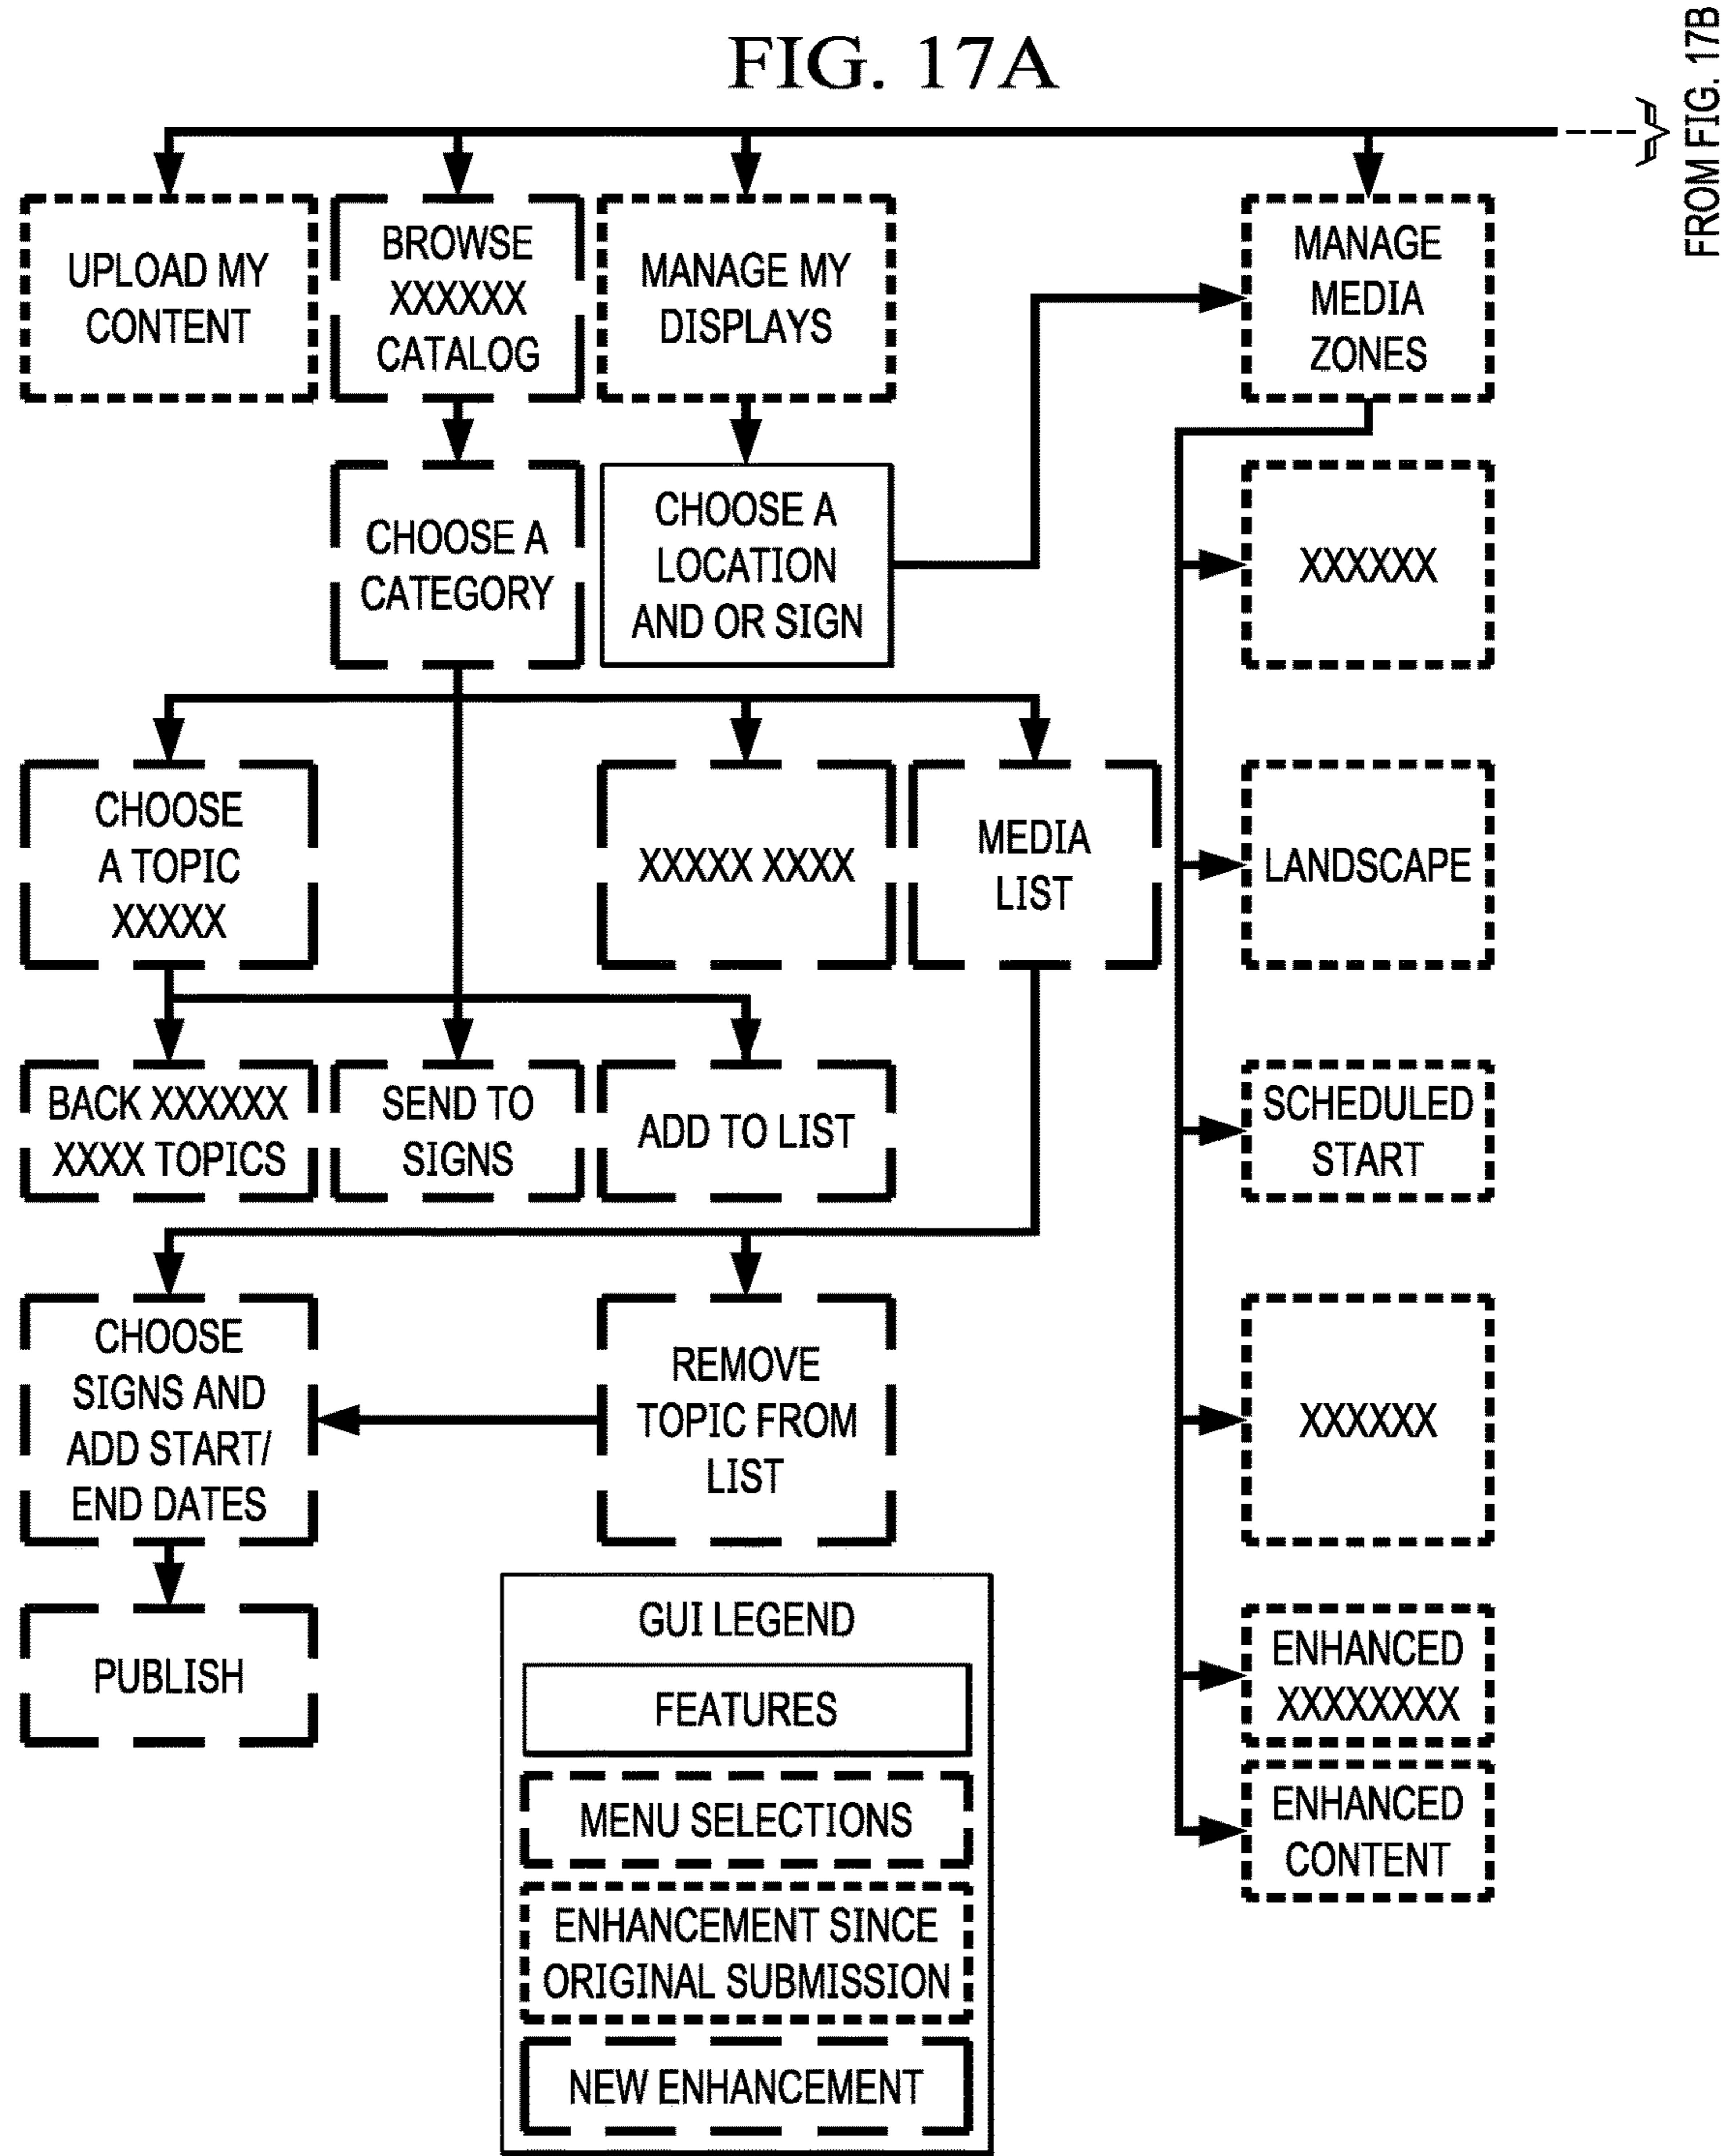 FIG. 17A
FROM FIG. 17B
UPLOAD MY
CONTENT
BROWSE
XXXXXX
CATALOG
MANAGE MY
DISPLAYS
MANAGE
MEDIA
ZONES
CHOOSE A
CATEGORY
CHOOSE A
LOCATION
AND OR SIGN
XXXXXX
CHOOSE
A TOPIC
XXXXX
XXXXX XXXX
MEDIA
LIST
LANDSCAPE
BACK XXXXXX
XXXX TOPICS
SEND TO
SIGNS
ADD TO LIST
SCHEDULED
START
CHOOSE
SIGNS AND
ADD START/
END DATES
REMOVE
TOPIC FROM
LIST
XXXXXX
PUBLISH
ENHANCED
XXXXXXXX
ENHANCED
CONTENT
GUI LEGEND
FEATURES
MENU SELECTIONS
ENHANCEMENT SINCE
ORIGINAL SUBMISSION
NEW ENHANCEMENT